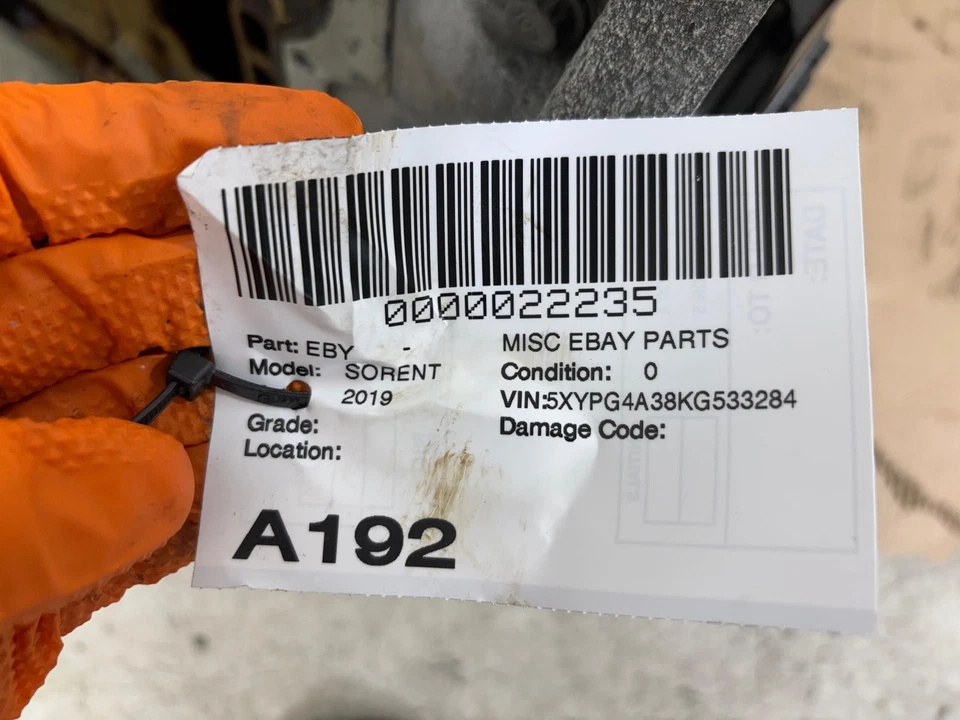 0000022235
Part: EBY - MISC EBAY PARTS
Model: SORENT Condition: 0
2019 VIN:5XYPG4A38KG533284
Grade: Damage Code:
Location:
A192